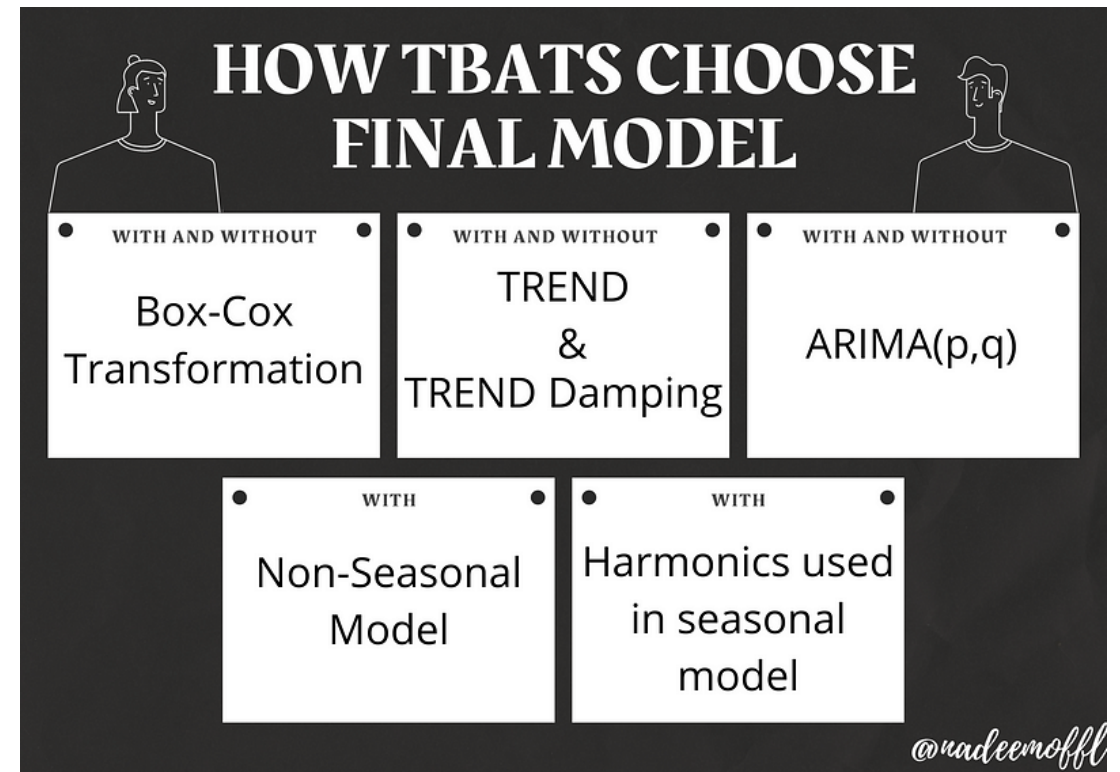 HOW TBATS CHOOSE
FINAL MODEL
WITH AND WITHOUT
Box-Cox
Transformation
WITH AND WITHOUT
TREND
&
TREND Damping
WITH AND WITHOUT
ARIMA(p,q)
WITH
Non-Seasonal
Model
WITH
Harmonics used
in seasonal
model
@nadeemoffl